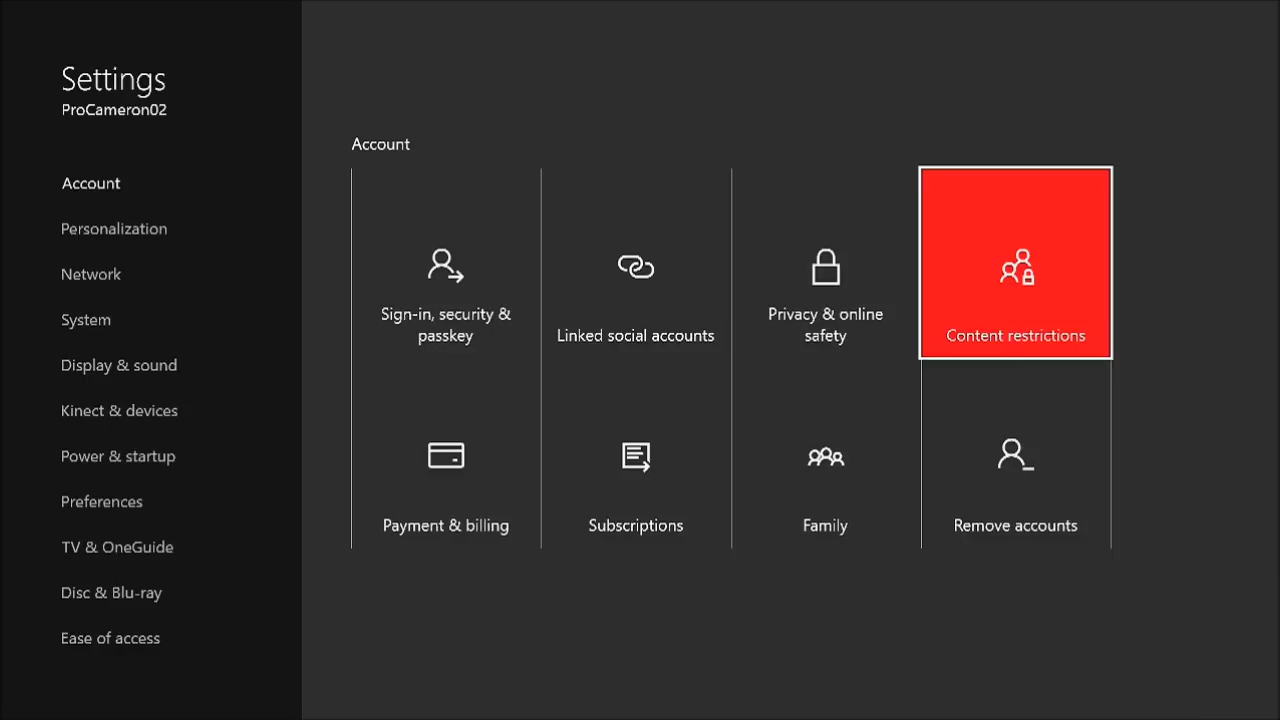 Settings
ProCameron02
Account
Personalization
Network
System
Display & sound
Kinect & devices
Power & startup
Preferences
TV & OneGuide
Disc & Blu-ray
Ease of access
Account
Sign-in, security &
passkey
Linked social accounts
Privacy & online
safety
Content restrictions
Payment & billing
Subscriptions
Family
Remove accounts